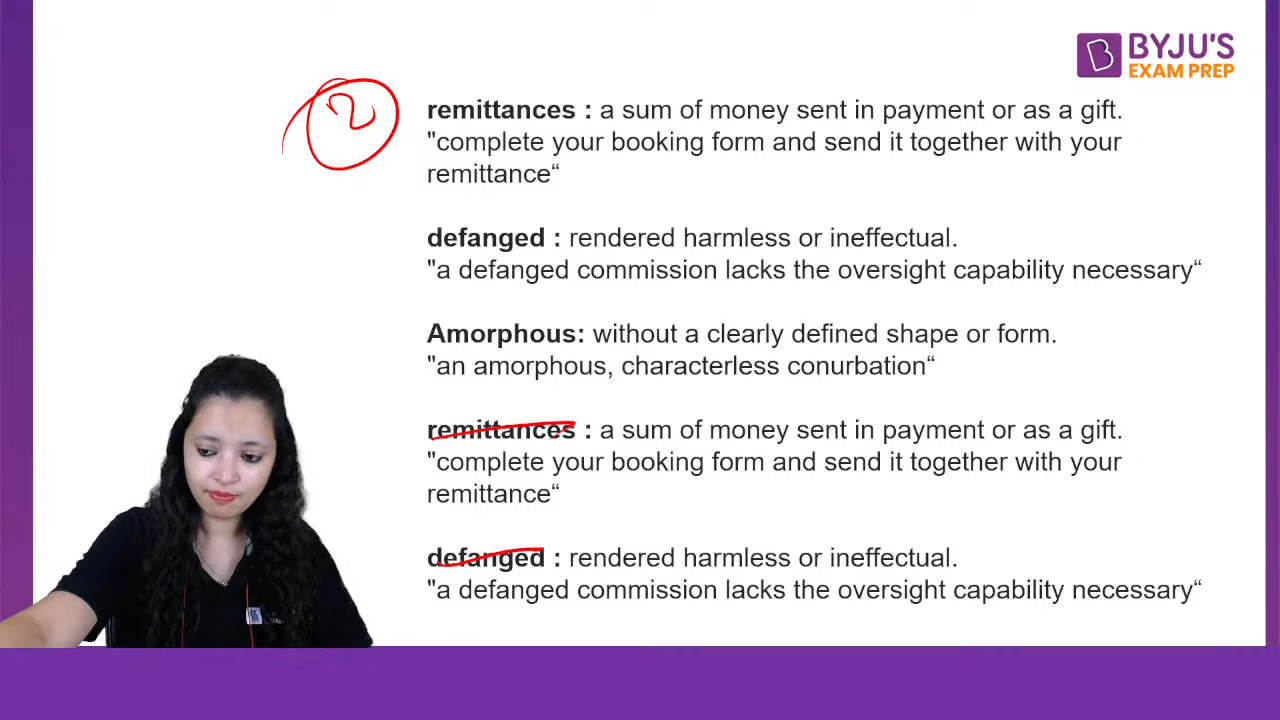 BYJU'S
EXAM PREP
2
remittances : a sum of money sent in payment or as a gift.
"complete your booking form and send it together with your
remittance“
defanged : rendered harmless or ineffectual.
"a defanged commission lacks the oversight capability necessary“
Amorphous: without a clearly defined shape or form.
"an amorphous, characterless conurbation“
remittances : a sum of money sent in payment or as a gift.
"complete your booking form and send it together with your
remittance“
defanged : rendered harmless or ineffectual.
"a defanged commission lacks the oversight capability necessary“